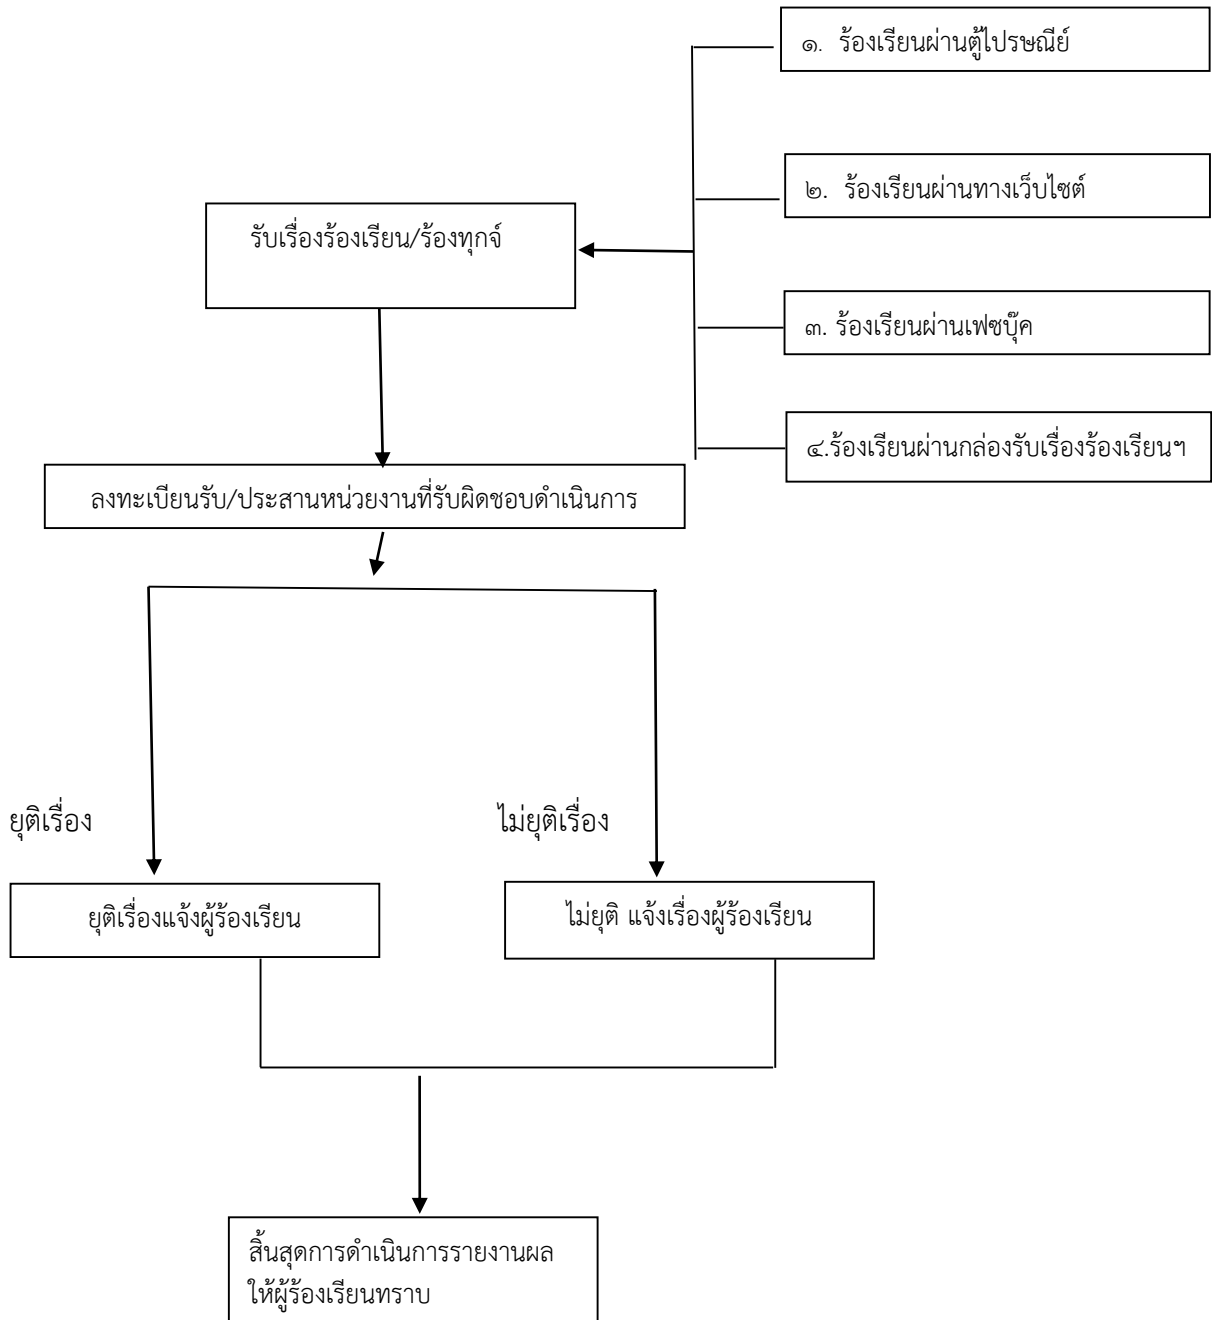 ๑. ร้องเรียนผ่านตู้ไปรษณีย์
๒. ร้องเรียนผ่านทางเว็บไซต์
รับเรื่องร้องเรียน/ร้องทุกจ์
๓. ร้องเรียนผ่านเฟซบุ๊ค
๔.ร้องเรียนผ่านกล่องรับเรื่องร้องเรียนฯ
ลงทะเบียนรับ/ประสานหน่วยงานที่รับผิดชอบดำเนินการ
ยุติเรื่อง
ไม่ยุติเรื่อง
ยุติเรื่องแจ้งผู้ร้องเรียน
ไม่ยุติ แจ้งเรื่องผู้ร้องเรียน
สิ้นสุดการดำเนินการรายงานผล
ให้ผู้ร้องเรียนทราบ